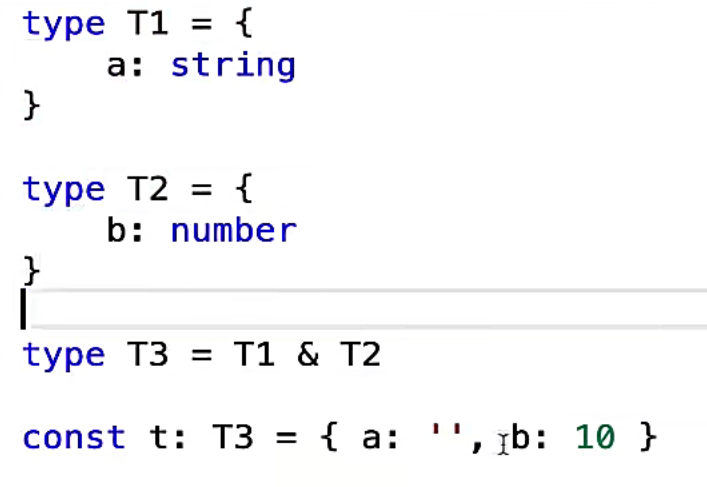 type T1 = {
    a: string
}
type T2 = {
    b: number
}
type T3 = T1 & T2
const t: T3 = { a: '', b: 10 }